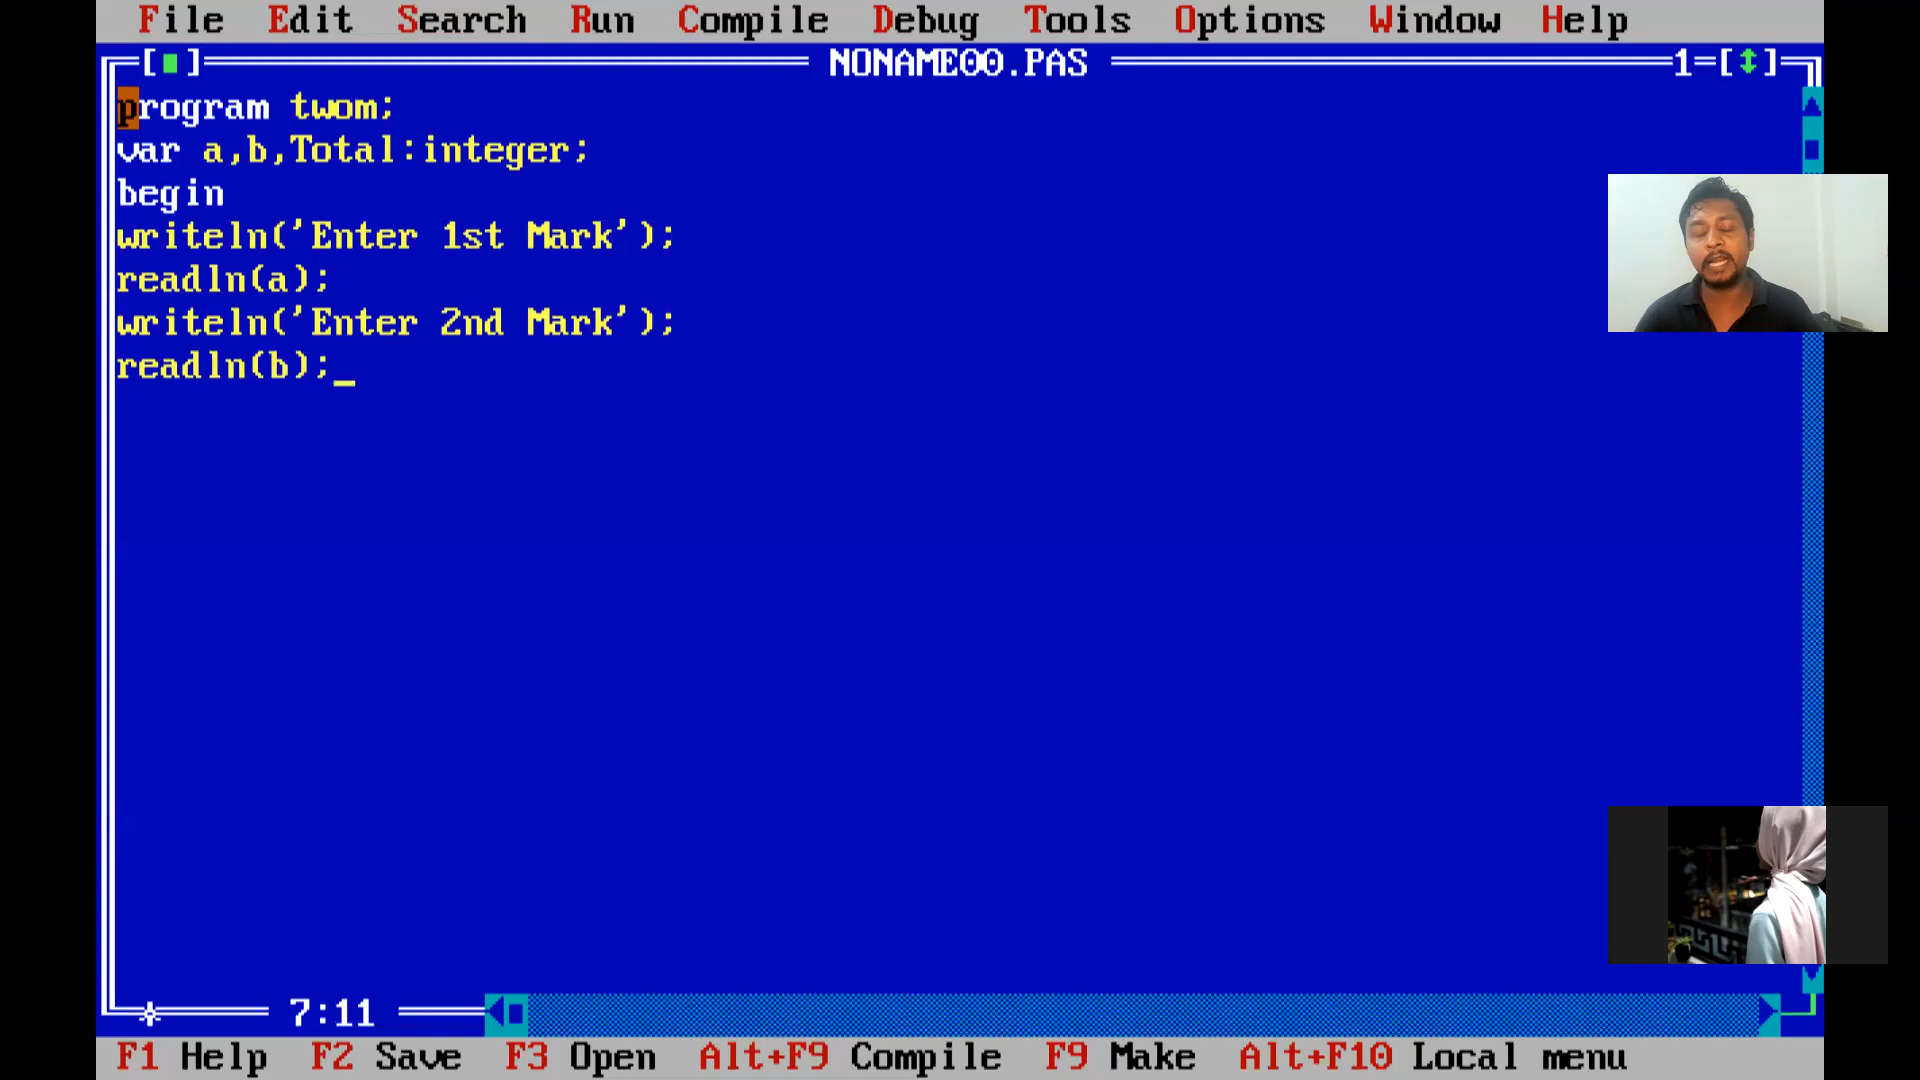 File Edit Search Run Compile Debug Tools Options Window Help
[■] NONAME00.PAS 1=[↕]
program twom;
var a,b,Total:integer;
begin
writeln('Enter 1st Mark');
readln(a);
writeln('Enter 2nd Mark');
readln(b);_
7:11
F1 Help F2 Save F3 Open Alt+F9 Compile F9 Make Alt+F10 Local menu